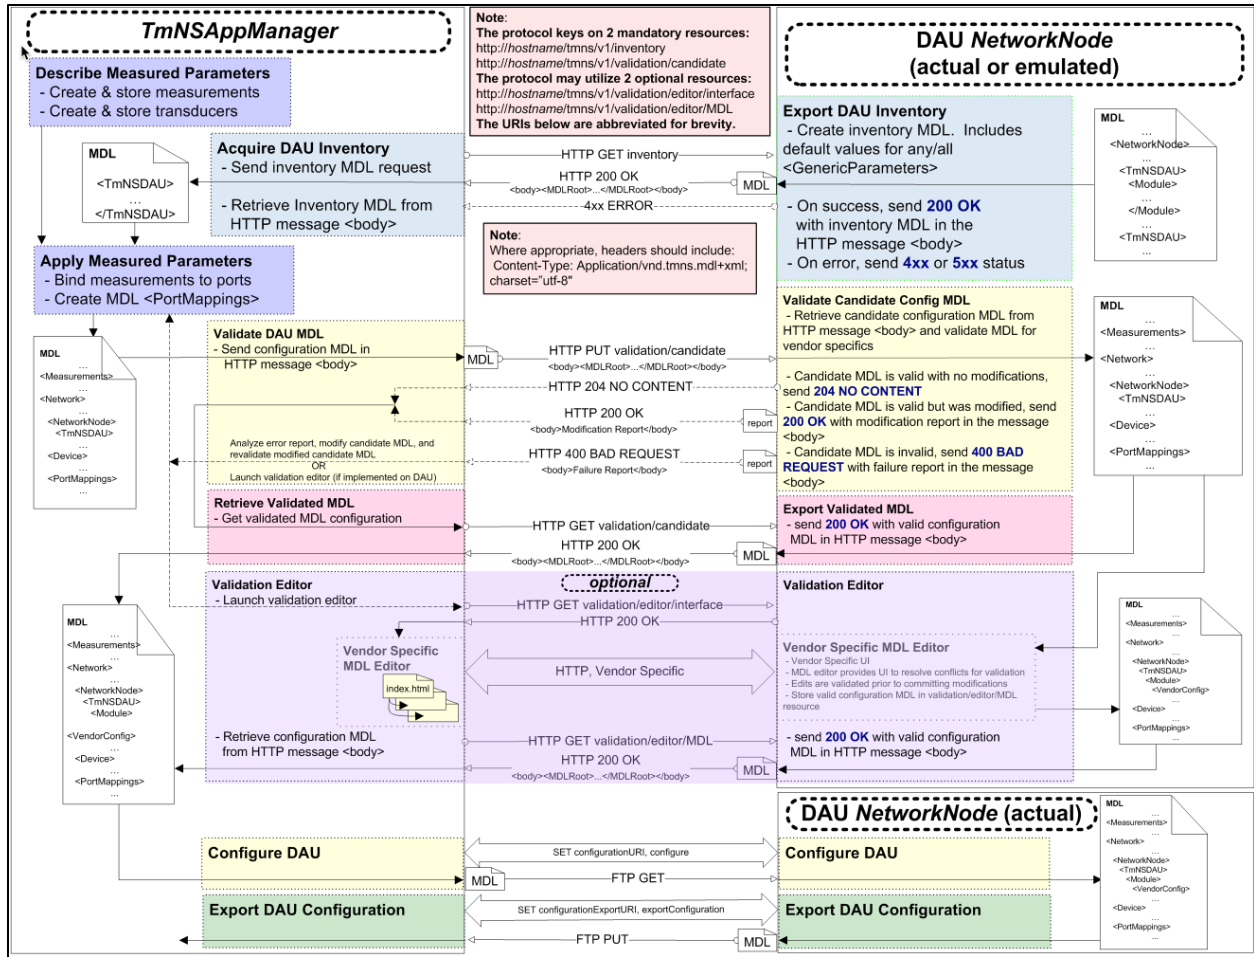 TmNSAppManager
Describe Measured Parameters
- Create & store measurements
- Create & store transducers
Note:
The protocol keys on 2 mandatory resources:
http://hostname/tmns/v1/inventory
http://hostname/tmns/v1/validation/candidate
The protocol may utilize 2 optional resources:
http://hostname/tmns/v1/validation/editor/interface
http://hostname/tmns/v1/validation/editor/MDL
The URIs below are abbreviated for brevity.
DAU NetworkNode
(actual or emulated)
MDL
<TmNSDAU>
...
</TmNSDAU>
Acquire DAU Inventory
- Send inventory MDL request
- Retrieve Inventory MDL from
HTTP message <body>
HTTP GET inventory
HTTP 200 OK
<body><MDLRoot>...</MDLRoot></body>
MDL
4xx ERROR
Export DAU Inventory
- Create inventory MDL. Includes
default values for any/all
<GenericParameters>
- On success, send 200 OK
with inventory MDL in the
HTTP message <body>
- On error, send 4xx or 5xx status
MDL
...
<NetworkNode>
...
<TmNSDAU>
<Module>
...
</Module>
...
<TmNSDAU>
...
Note:
Where appropriate, headers should include:
Content-Type: Application/vnd.tmns.mdl+xml;
charset="utf-8"
Apply Measured Parameters
- Bind measurements to ports
- Create MDL <PortMappings>
MDL
...
<Measurements>
...
<Network>
...
<NetworkNode>
<TmNSDAU>
...
<Device>
...
<PortMappings>
...
Validate DAU MDL
- Send configuration MDL in
HTTP message <body>
Analyze error report, modify candidate MDL, and
revalidate modified candidate MDL
OR
Launch validation editor (if implemented on DAU)
MDL
HTTP PUT validation/candidate
<body><MDLRoot>...</MDLRoot></body>
HTTP 204 NO CONTENT
HTTP 200 OK
<body>Modification Report</body>
report
HTTP 400 BAD REQUEST
<body>Failure Report</body>
report
Validate Candidate Config MDL
- Retrieve candidate configuration MDL from
HTTP message <body> and validate MDL for
vendor specifics
- Candidate MDL is valid with no modifications,
send 204 NO CONTENT
- Candidate MDL is valid but was modified, send
200 OK with modification report in the message
<body>
- Candidate MDL is invalid, send 400 BAD
REQUEST with failure report in the message
<body>
MDL
...
<Measurements>
...
<Network>
...
<NetworkNode>
<TmNSDAU>
...
<Device>
...
<PortMappings>
...
Retrieve Validated MDL
- Get validated MDL configuration
HTTP GET validation/candidate
HTTP 200 OK
<body><MDLRoot>...</MDLRoot></body>
MDL
Export Validated MDL
- send 200 OK with valid configuration
MDL in HTTP message <body>
MDL
...
<Measurements>
...
<Network>
...
<NetworkNode>
<TmNSDAU>
<Module>
...
<VendorConfig>
...
<Device>
...
<PortMappings>
...
Validation Editor
- Launch validation editor
Vendor Specific
MDL Editor
index.html
- Retrieve configuration MDL
from HTTP message <body>
optional
HTTP GET validation/editor/interface
HTTP 200 OK
HTTP, Vendor Specific
HTTP GET validation/editor/MDL
HTTP 200 OK
<body><MDLRoot>...</MDLRoot></body>
MDL
Validation Editor
Vendor Specific MDL Editor
- Vendor Specific UI
- MDL editor provides UI to resolve conflicts for validation
- Edits are validated prior to committing modifications
- Store valid configuration MDL in validation/editor/MDL
resource
- send 200 OK with valid configuration
MDL in HTTP message <body>
MDL
...
<Measurements>
...
<Network>
...
<NetworkNode>
<TmNSDAU>
<Module>
<VendorConfig>
...
<Device>
...
<PortMappings>
...
DAU NetworkNode (actual)
Configure DAU
SET configurationURI, configure
MDL
FTP GET
Configure DAU
Export DAU Configuration
SET configurationExportURI, exportConfiguration
FTP PUT
MDL
Export DAU Configuration
MDL
...
<Measurements>
...
<Network>
...
<NetworkNode>
<TmNSDAU>
<Module>
<VendorConfig>
...
<Device>
...
<PortMappings>
...